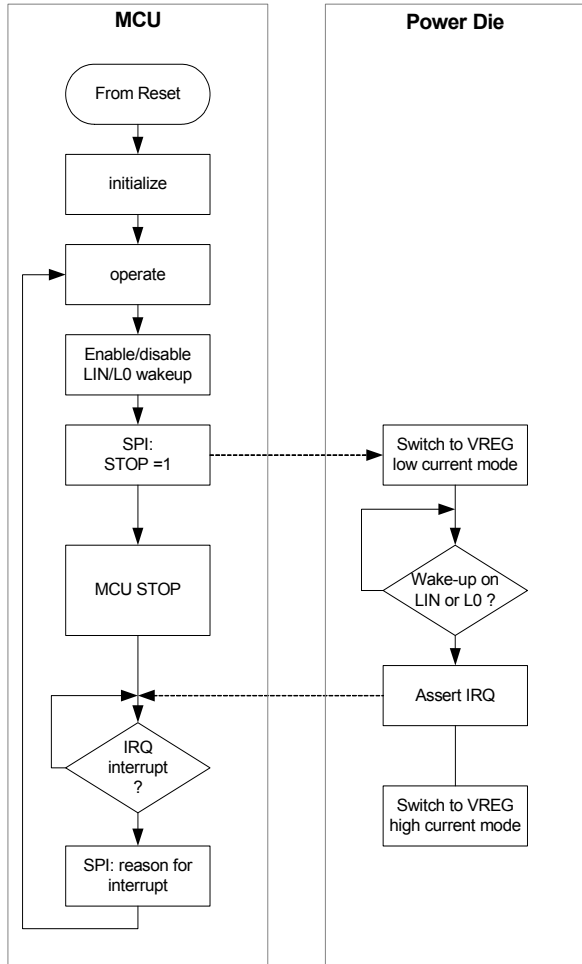 MCU
From Reset
initialize
operate
Enable/disable
LIN/L0 wakeup
SPI:
STOP =1
MCU STOP
IRQ
interrupt
?
SPI: reason for
interrupt
Power Die
Switch to VREG
low current mode
Wake-up on
LIN or L0 ?
Assert IRQ
Switch to VREG
high current mode